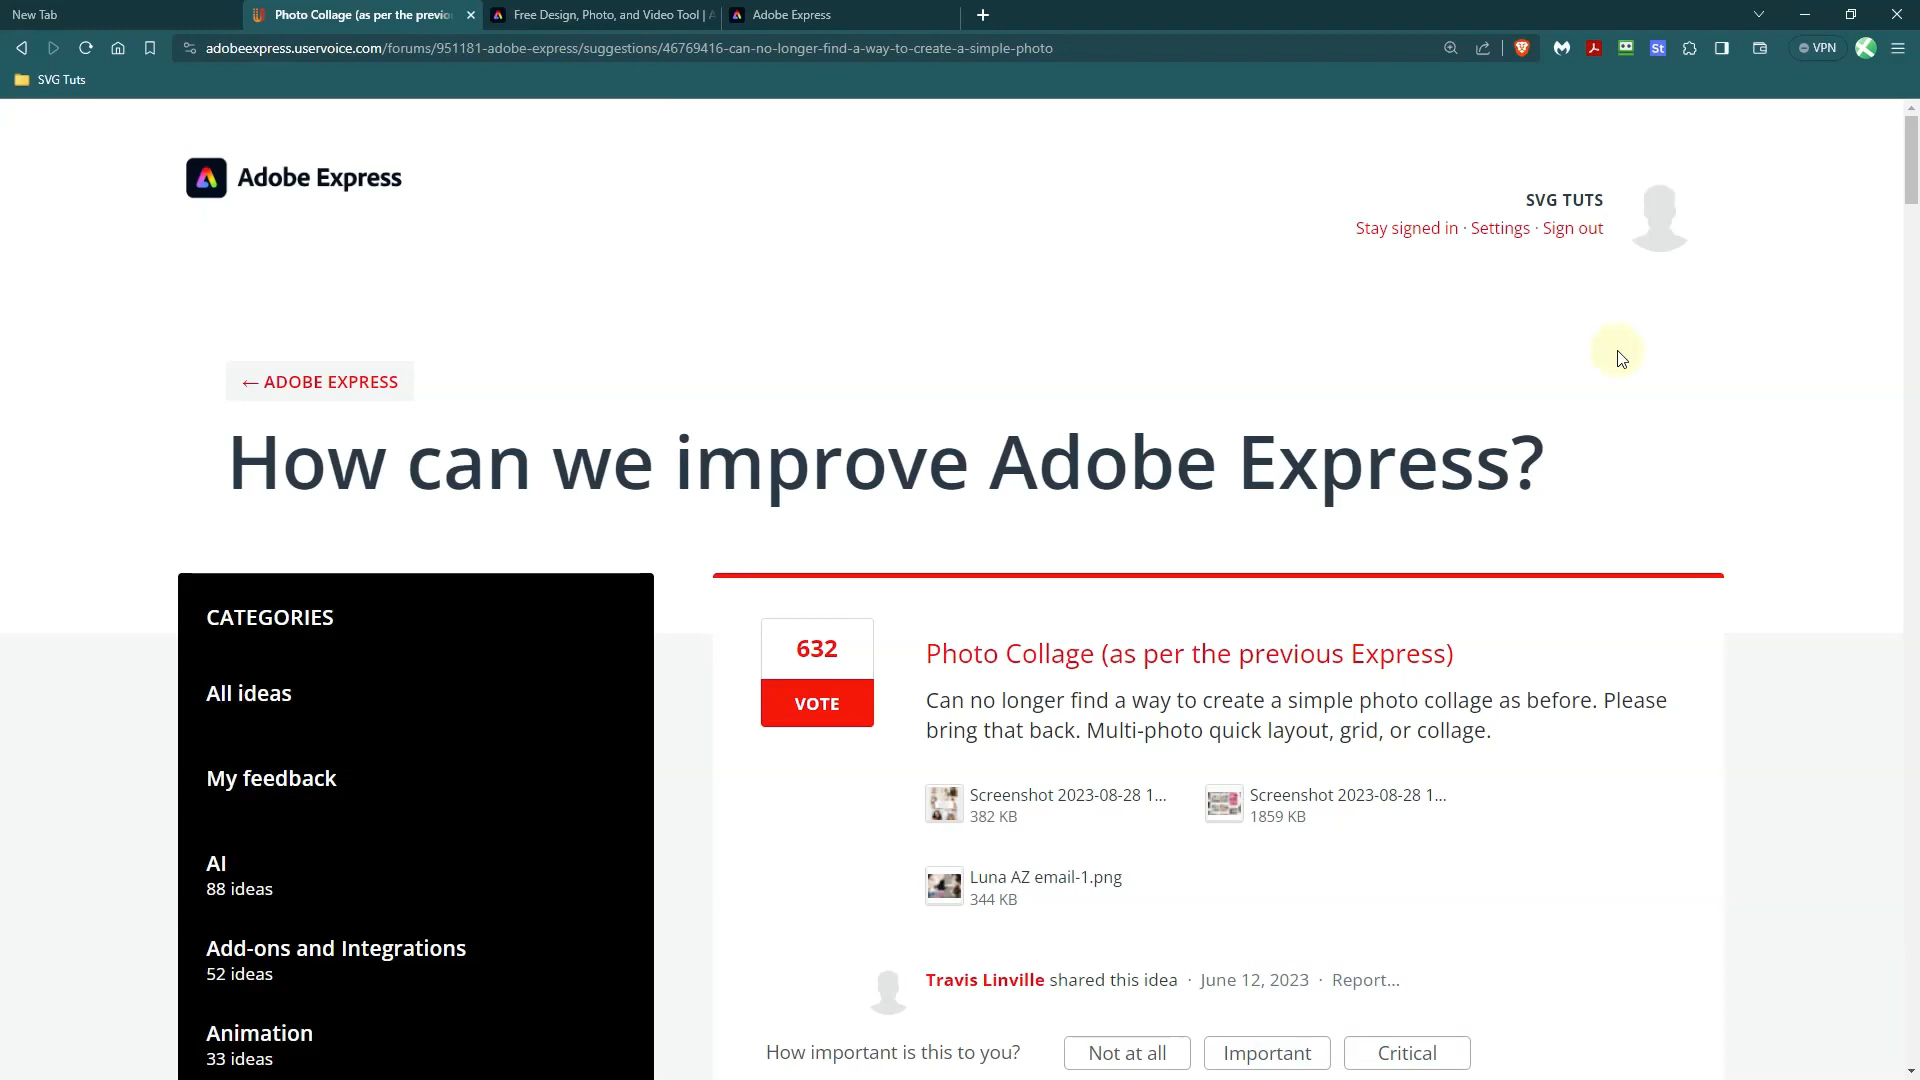 New Tab
Photo Collage (as per the previo
Free Design, Photo, and Video Tool | A
Adobe Express
adobeexpress.uservoice.com/forums/951181-adobe-express/suggestions/46769416-can-no-longer-find-a-way-to-create-a-simple-photo
St
VPN
SVG Tuts
Adobe Express
SVG TUTS
Stay signed in · Settings · Sign out
← ADOBE EXPRESS
How can we improve Adobe Express?
CATEGORIES
All ideas
My feedback
AI
88 ideas
Add-ons and Integrations
52 ideas
Animation
33 ideas
632
VOTE
Photo Collage (as per the previous Express)
Can no longer find a way to create a simple photo collage as before. Please
bring that back. Multi-photo quick layout, grid, or collage.
Screenshot 2023-08-28 1...
382 KB
Screenshot 2023-08-28 1...
1859 KB
Luna AZ email-1.png
344 KB
Travis Linville shared this idea · June 12, 2023 · Report...
How important is this to you?
Not at all
Important
Critical